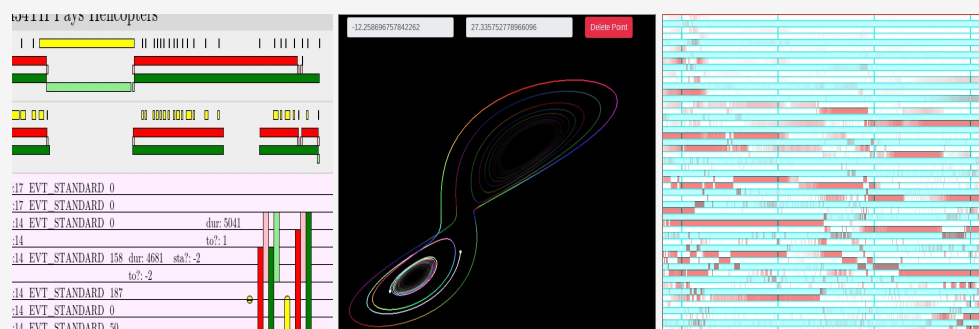 Pays Helicopters
-12.258696757842262
27.335752778966096
Delete Point
:17 EVT_STANDARD 0
:17 EVT_STANDARD 0
:14 EVT_STANDARD 0 dur: 5041
:14 to?: 1
:14 EVT_STANDARD 158 dur: 4681 sta?: -2
to?: -2
:14 EVT_STANDARD 187
:14 EVT_STANDARD 0
:14 EVT_STANDARD 50